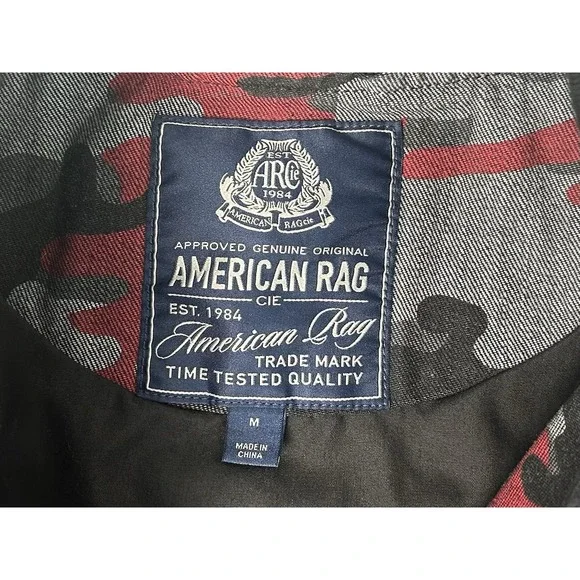 EST
ARCie
1984
AMERICAN RAGcie
APPROVED GENUINE ORIGINAL
AMERICAN RAG
CIE
EST. 1984
American Rag
TRADE MARK
TIME TESTED QUALITY
M
MADE IN
CHINA